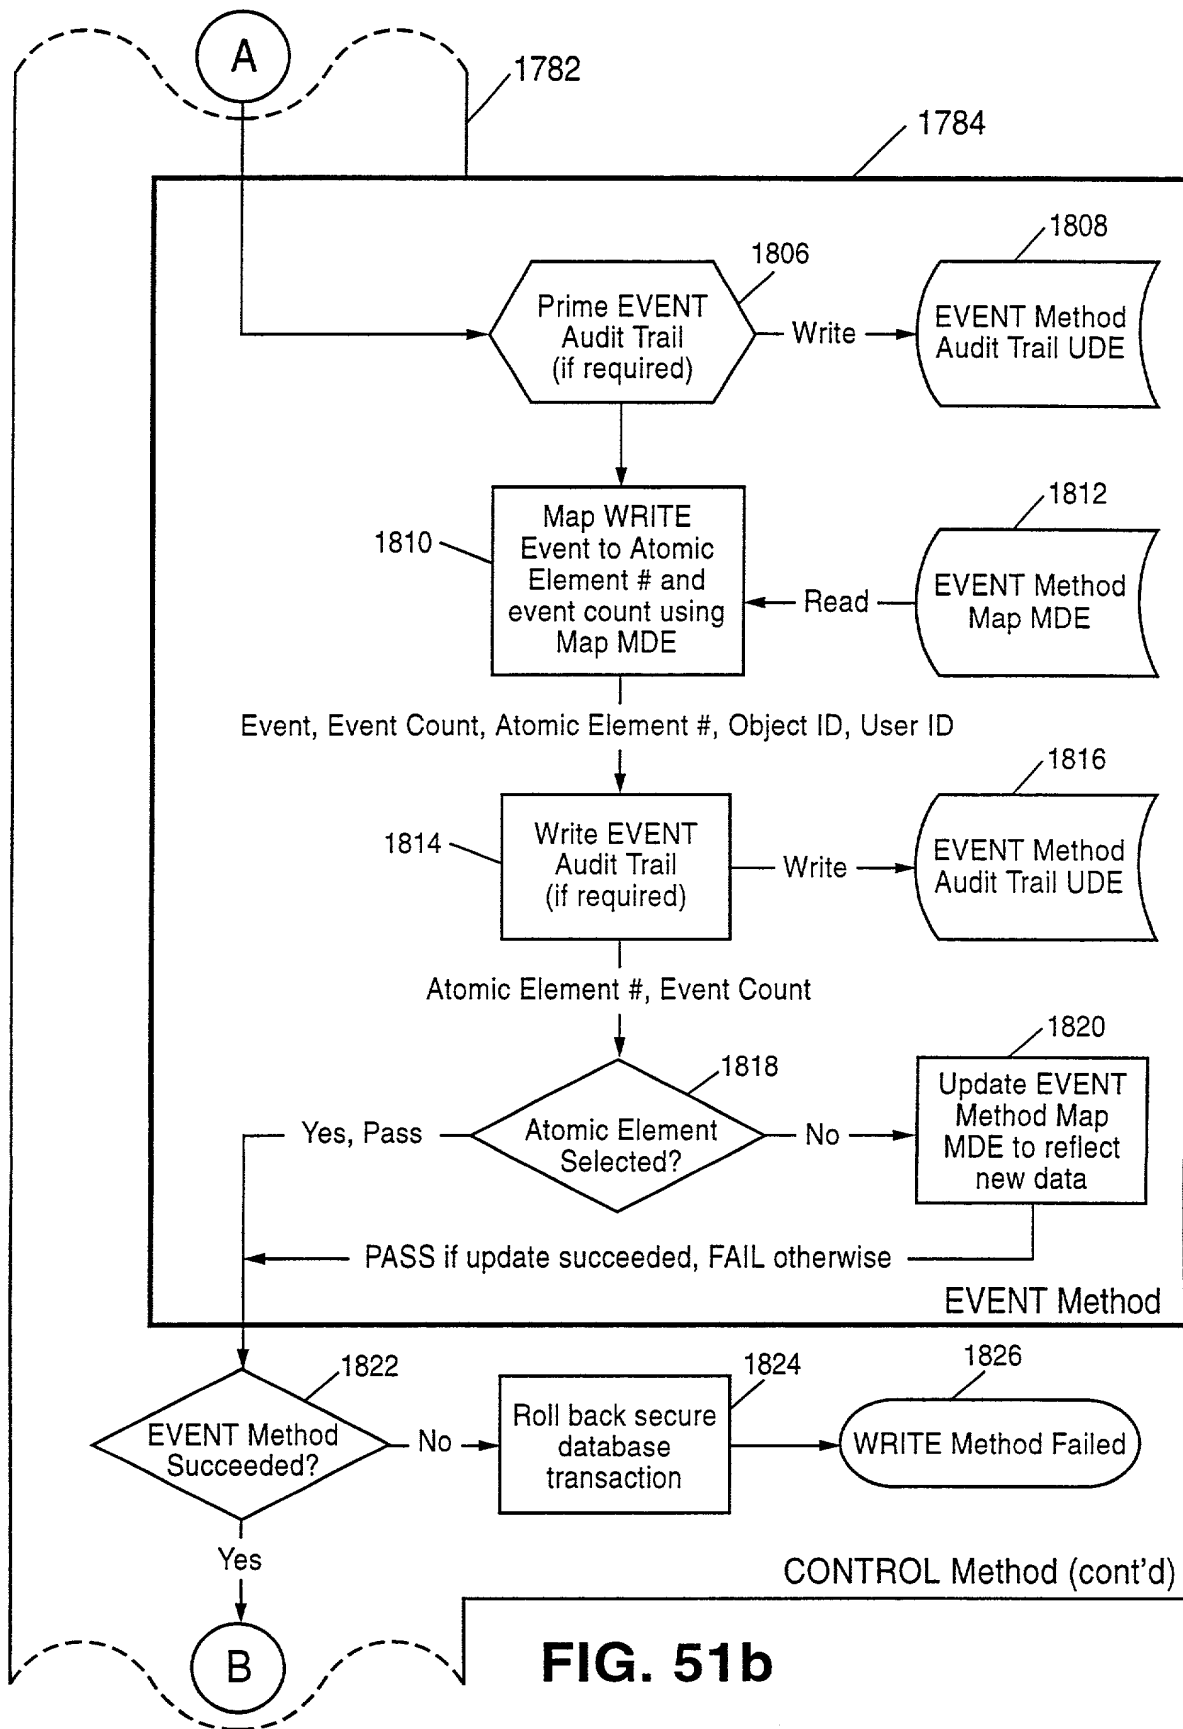 A
1782
1784
1808
1806
Prime EVENT
Audit Trail
(if required)
Write
EVENT Method
Audit Trail UDE
1812
1810
Map WRITE
Event to Atomic
Element # and
event count using
Map MDE
Read
EVENT Method
Map MDE
Event, Event Count, Atomic Element #, Object ID, User ID
1816
1814
Write EVENT
Audit Trail
(if required)
Write
EVENT Method
Audit Trail UDE
Atomic Element #, Event Count
1820
1818
Yes, Pass
Atomic Element
Selected?
No
Update EVENT
Method Map
MDE to reflect
new data
PASS if update succeeded, FAIL otherwise
EVENT Method
1822
1824
1826
EVENT Method
Succeeded?
No
Roll back secure
database
transaction
WRITE Method Failed
Yes
CONTROL Method (cont'd)
B
FIG. 51b